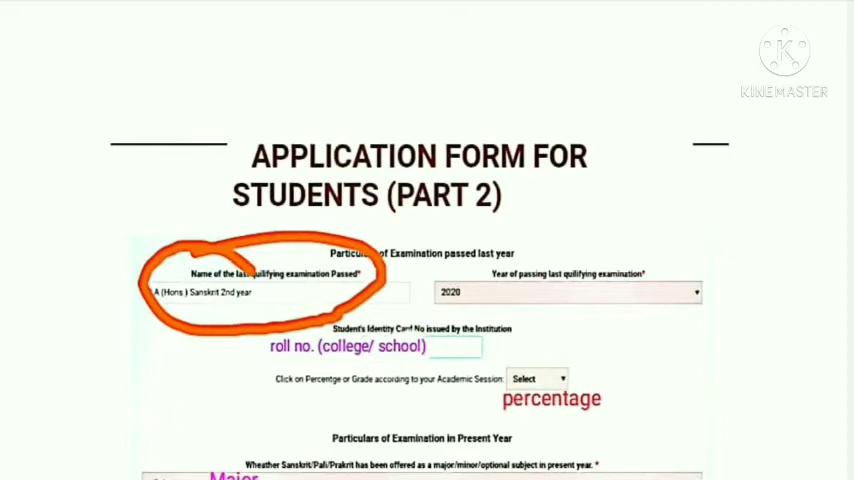 KINEMASTER
APPLICATION FORM FOR
STUDENTS (PART 2)
Particulars of Examination passed last year
Name of the last qulifying examination Passed*
Year of passing last qulifying examination*
A (Hons.) Sanskrit 2nd year
2020
Student's Identity Card No issued by the Institution
roll no. (college/ school)
Click on Percentge or Grade according to your Academic Session:
Select
percentage
Particulars of Examination in Present Year
Wheather Sanskrit/Pali/Prakrit has been offered as a major/minor/optional subject in present year. *
Major